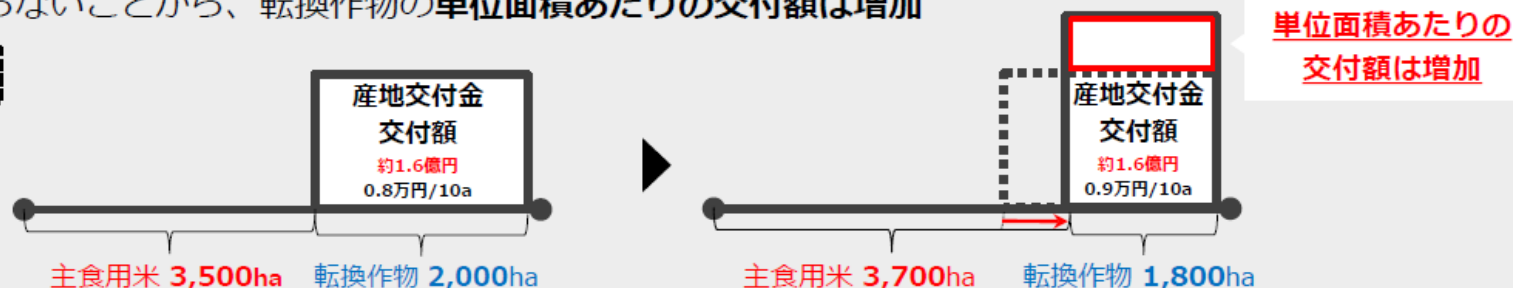 らないことから、転換作物の単位面積あたりの交付額は増加
産地交付金
交付額
約1.6億円
0.8万円/10a
主食用米 3,500ha
転換作物 2,000ha
産地交付金
交付額
約1.6億円
0.9万円/10a
主食用米 3,700ha
転換作物 1,800ha
単位面積あたりの
交付額は増加